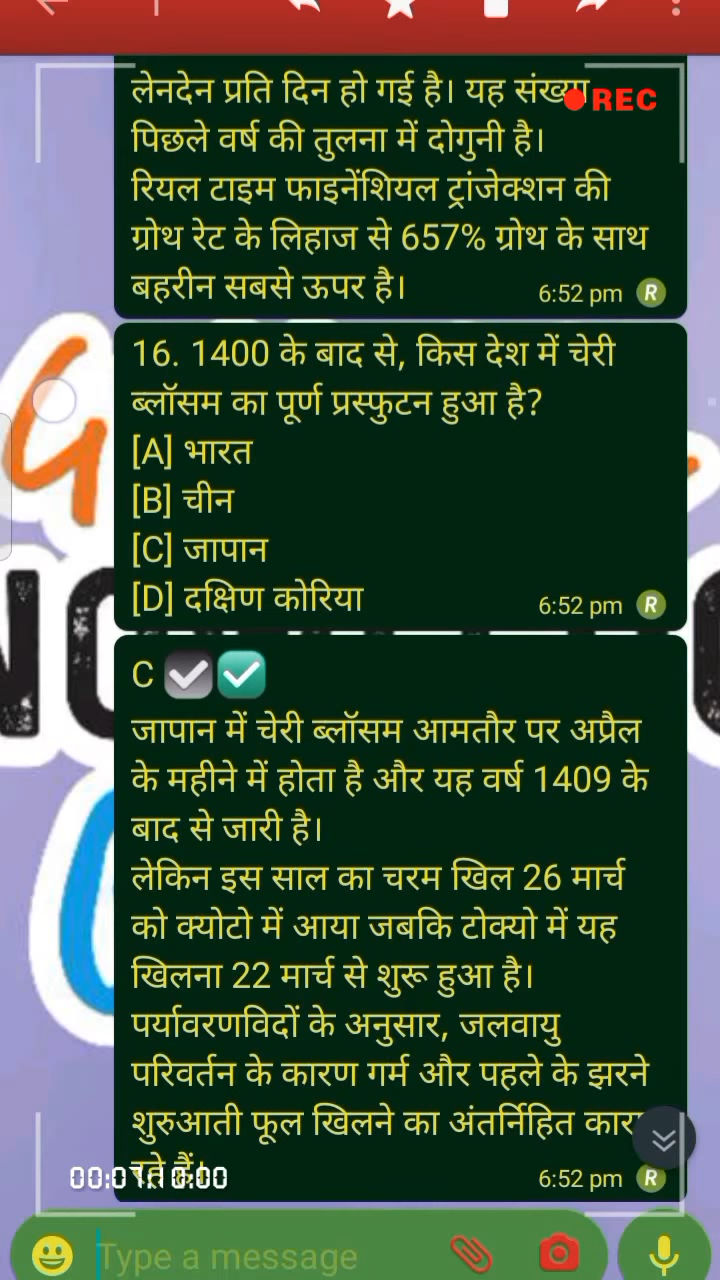 लेनदेन प्रति दिन हो गई है। यह संख्या
REC
पिछले वर्ष की तुलना में दोगुनी है।
रियल टाइम फाइनेंशियल ट्रांजेक्शन की
ग्रोथ रेट के लिहाज से 657% ग्रोथ के साथ
बहरीन सबसे ऊपर है।
6:52 pm R
16. 1400 के बाद से, किस देश में चेरी
ब्लॉसम का पूर्ण प्रस्फुटन हुआ है?
[A] भारत
[B] चीन
[C] जापान
[D] दक्षिण कोरिया
6:52 pm R
C
जापान में चेरी ब्लॉसम आमतौर पर अप्रैल
के महीने में होता है और यह वर्ष 1409 के
बाद से जारी है।
लेकिन इस साल का चरम खिल 26 मार्च
को क्योटो में आया जबकि टोक्यो में यह
खिलना 22 मार्च से शुरू हुआ है।
पर्यावरणविदों के अनुसार, जलवायु
परिवर्तन के कारण गर्म और पहले के झरने
शुरुआती फूल खिलने का अंतर्निहित
हैं।
6:52 pm R
Type a message